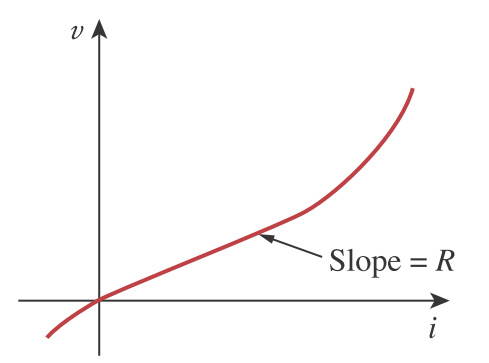 v
Slope = R
i